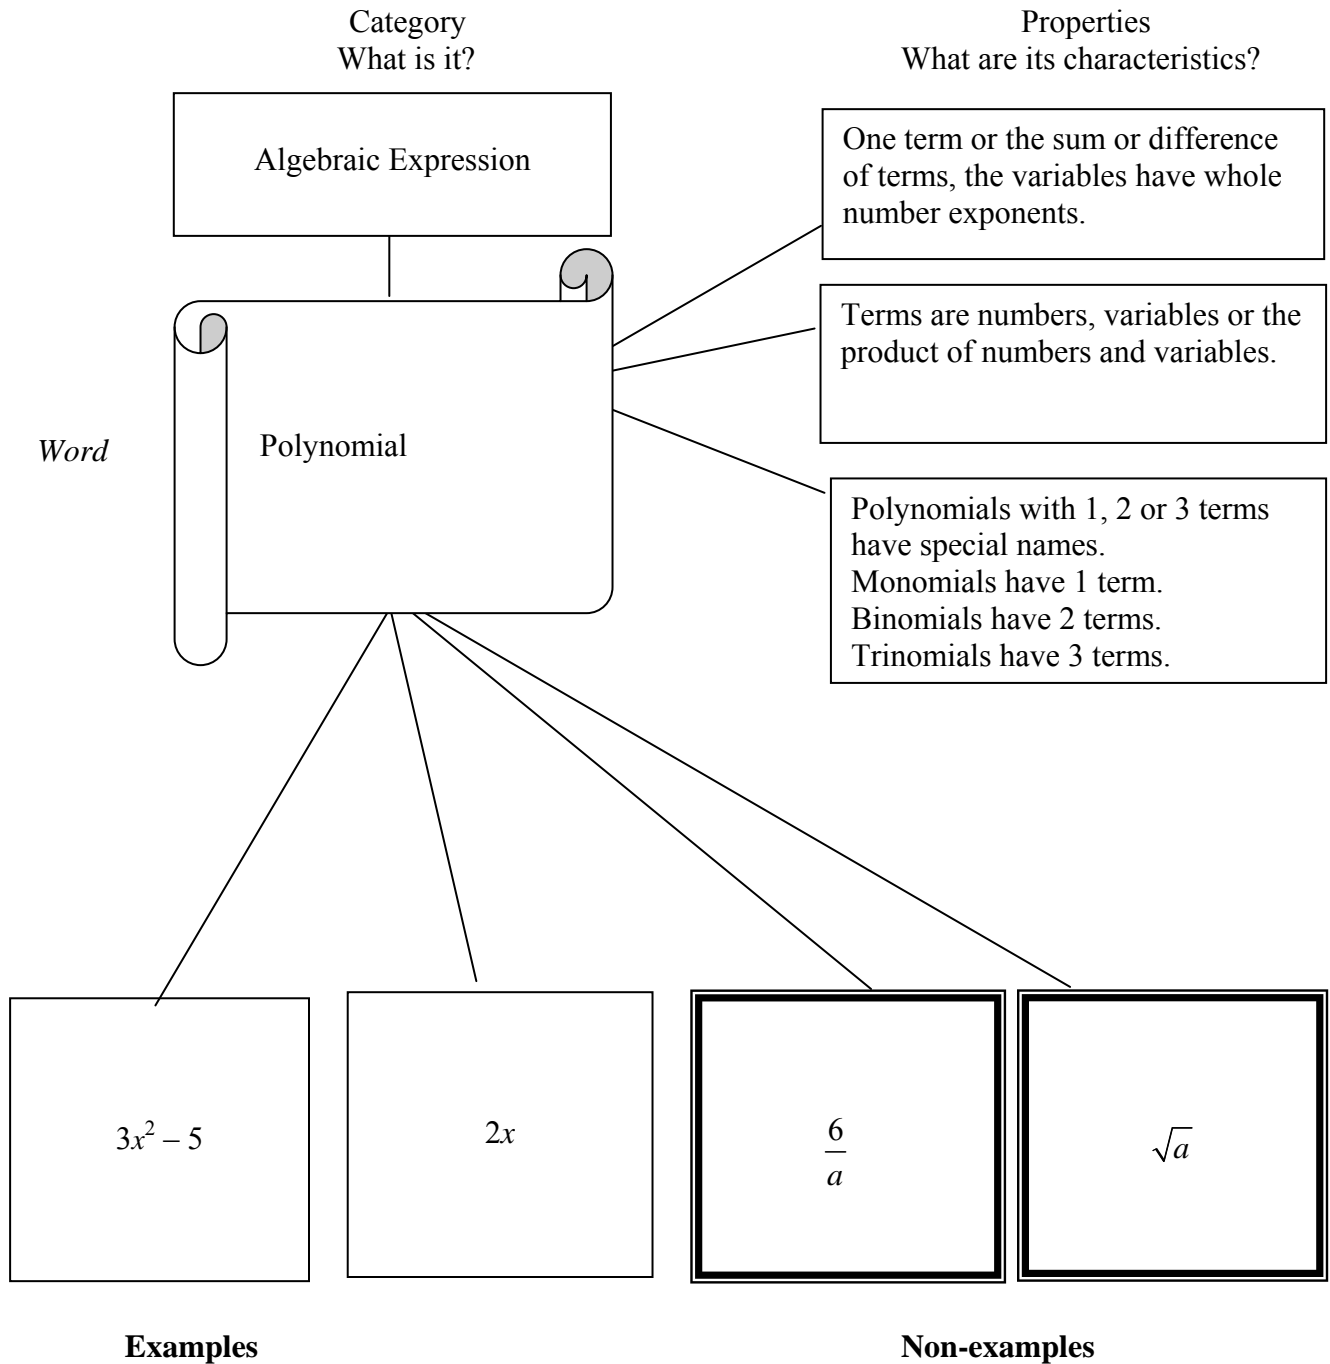 Category
What is it?
Properties
What are its characteristics?
Algebraic Expression
One term or the sum or difference
of terms, the variables have whole
number exponents.
Terms are numbers, variables or the
product of numbers and variables.
Word
Polynomial
Polynomials with 1, 2 or 3 terms
have special names.
Monomials have 1 term.
Binomials have 2 terms.
Trinomials have 3 terms.
3x² – 5
2x
6
a
√a
Examples
Non-examples